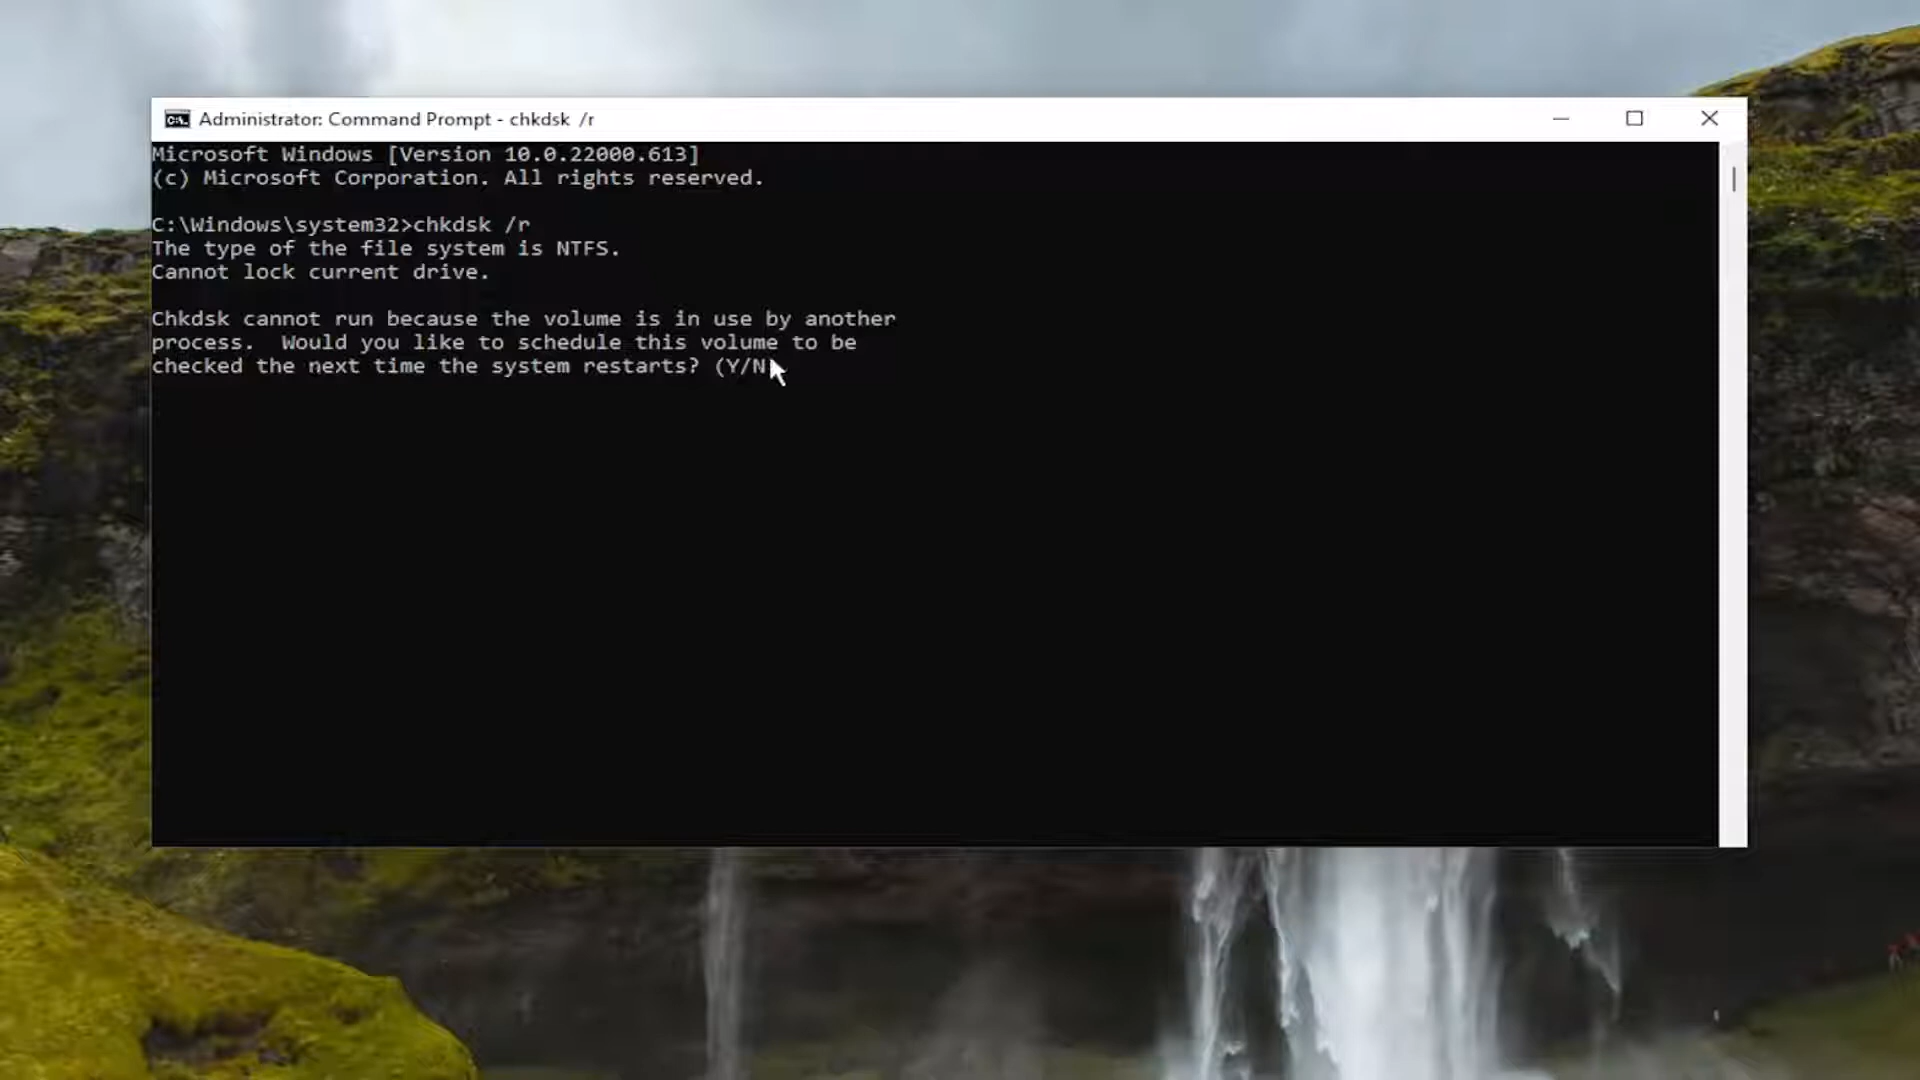 Administrator: Command Prompt - chkdsk /r
Microsoft Windows [Version 10.0.22000.613]
(c) Microsoft Corporation. All rights reserved.
C:\Windows\system32>chkdsk /r
The type of the file system is NTFS.
Cannot lock current drive.
Chkdsk cannot run because the volume is in use by another
process.  Would you like to schedule this volume to be
checked the next time the system restarts? (Y/N